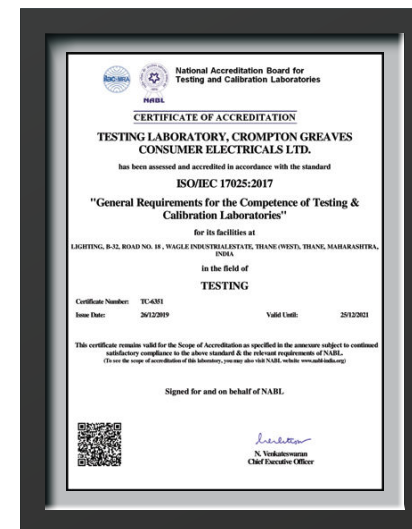 ilac-MRA
NABL
National Accreditation Board for
Testing and Calibration Laboratories
CERTIFICATE OF ACCREDITATION
TESTING LABORATORY, CROMPTON GREAVES
CONSUMER ELECTRICALS LTD.
has been assessed and accredited in accordance with the standard
ISO/IEC 17025:2017
"General Requirements for the Competence of Testing &
Calibration Laboratories"
for its facilities at
LIGHTING, B-32, ROAD NO. 18 , WAGLE INDUSTRIALESTATE, THANE (WEST), THANE, MAHARASHTRA,
INDIA
in the field of
TESTING
Certificate Number: TC-6351
Issue Date: 26/12/2019 Valid Until: 25/12/2021
This certificate remains valid for the Scope of Accreditation as specified in the annexure subject to continued
satisfactory compliance to the above standard & the relevant requirements of NABL.
(To see the scope of accreditation of this laboratory, you may also visit NABL website www.nabl-india.org)
Signed for and on behalf of NABL
N. Venkateswaran
Chief Executive Officer